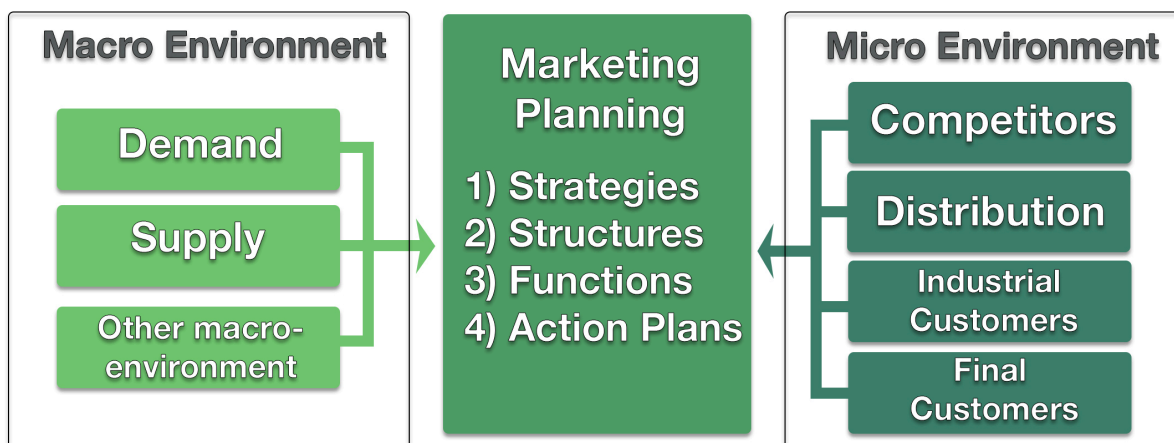 Macro Environment
Demand
Supply
Other macro-
environment
Marketing
Planning
1) Strategies
2) Structures
3) Functions
4) Action Plans
Micro Environment
Competitors
Distribution
Industrial
Customers
Final
Customers